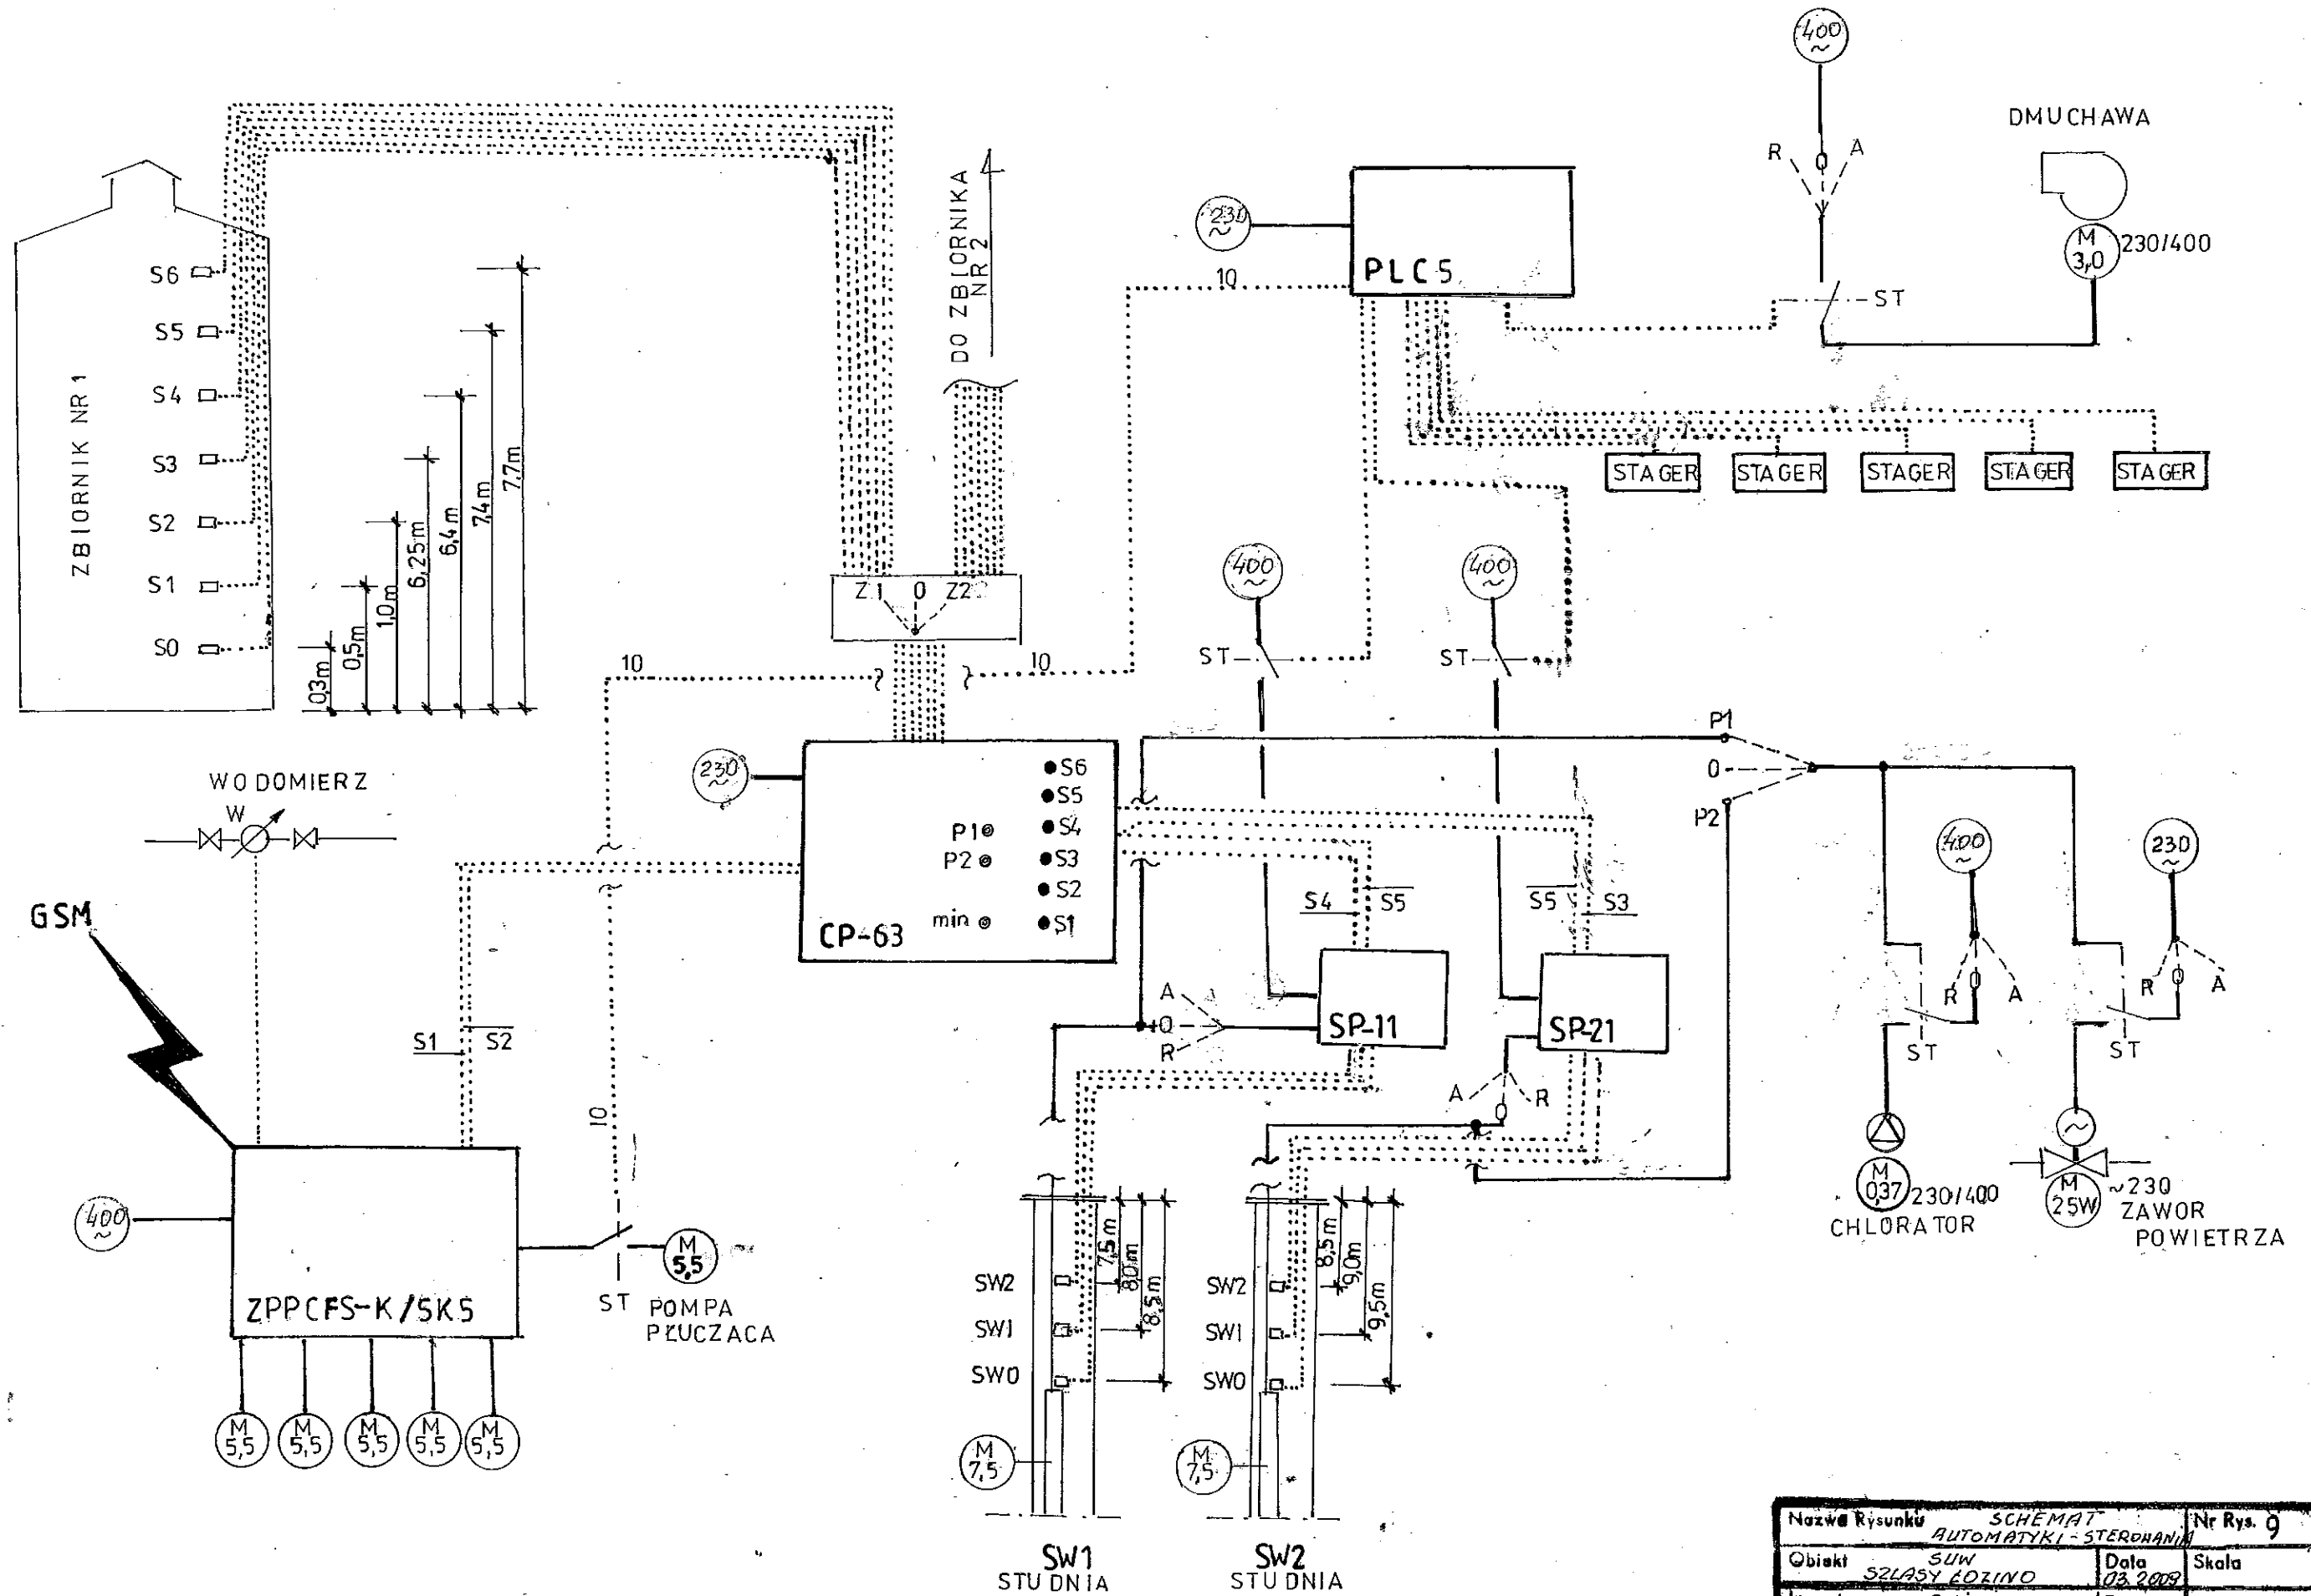 400
~
DMUCHAWA
R 0 A
M
3,0
230/400
ST
230
~
PLC 5
10
DO ZBIORNIKA
NR 2
ZBIORNIK NR 1
S6
S5
S4
S3
S2
S1
S0
0,3m
0,5m
1,0m
6,25m
6,4m
7,4m
7,7m
STAGER
STAGER
STAGER
STAGER
STAGER
Z1 0 Z2
400
~
400
~
ST
ST
10
10
P1
0
P2
WODOMIERZ
W
230
~
S6
S5
P1 S4
P2 S3
S2
min S1
CP-63
400
~
230
~
GSM
S4 S5
S5 S3
R 0 A
R 0 A
ST
ST
S1 S2
A
0
R
SP-11
SP-21
A 0 R
10
400
~
ZPPCFS-K/SK5
ST
M
5,5
POMPA
PŁUCZACA
M
5,5
M
5,5
M
5,5
M
5,5
M
5,5
7,5m
8,0m
8,5m
SW2
SW1
SW0
M
7,5
SW1
STUDNIA
8,5m
9,0m
9,5m
SW2
SW1
SW0
M
7,5
SW2
STUDNIA
M
0,37
230/400
CHLORATOR
~
M
25W
~230
ZAWOR
POWIETRZA
Nazwa Rysunku SCHEMAT
AUTOMATYKI-STEROWANIA
Nr Rys. 9
Obiekt SUW
SZLASY ŁOZINO
Data
03.2009
Skala